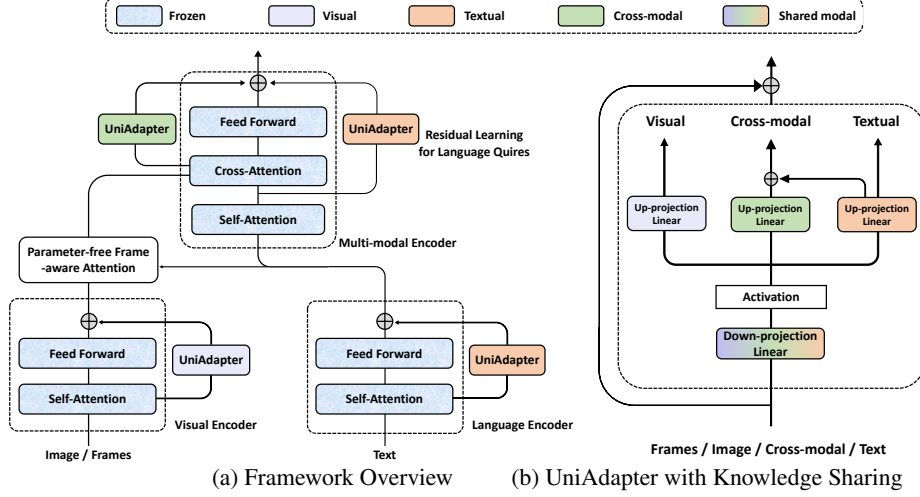 Frozen
Visual
Textual
Cross-modal
Shared modal
Feed Forward
UniAdapter
UniAdapter
Residual Learning
for Language Quires
Cross-Attention
Self-Attention
Multi-modal Encoder
Parameter-free Frame
-aware Attention
Feed Forward
UniAdapter
Self-Attention
Visual Encoder
Image / Frames
Feed Forward
UniAdapter
Self-Attention
Language Encoder
Text
(a) Framework Overview
Visual
Cross-modal
Textual
Up-projection
Linear
Up-projection
Linear
Up-projection
Linear
Activation
Down-projection
Linear
Frames / Image / Cross-modal / Text
(b) UniAdapter with Knowledge Sharing